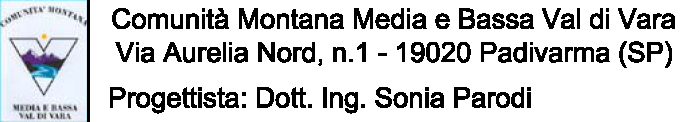 COMUNITA' MONTANA
MEDIA E BASSA
VAL DI VARA
Comunità Montana Media e Bassa Val di Vara
Via Aurelia Nord, n.1 - 19020 Padivarma (SP)
Progettista: Dott. Ing. Sonia Parodi